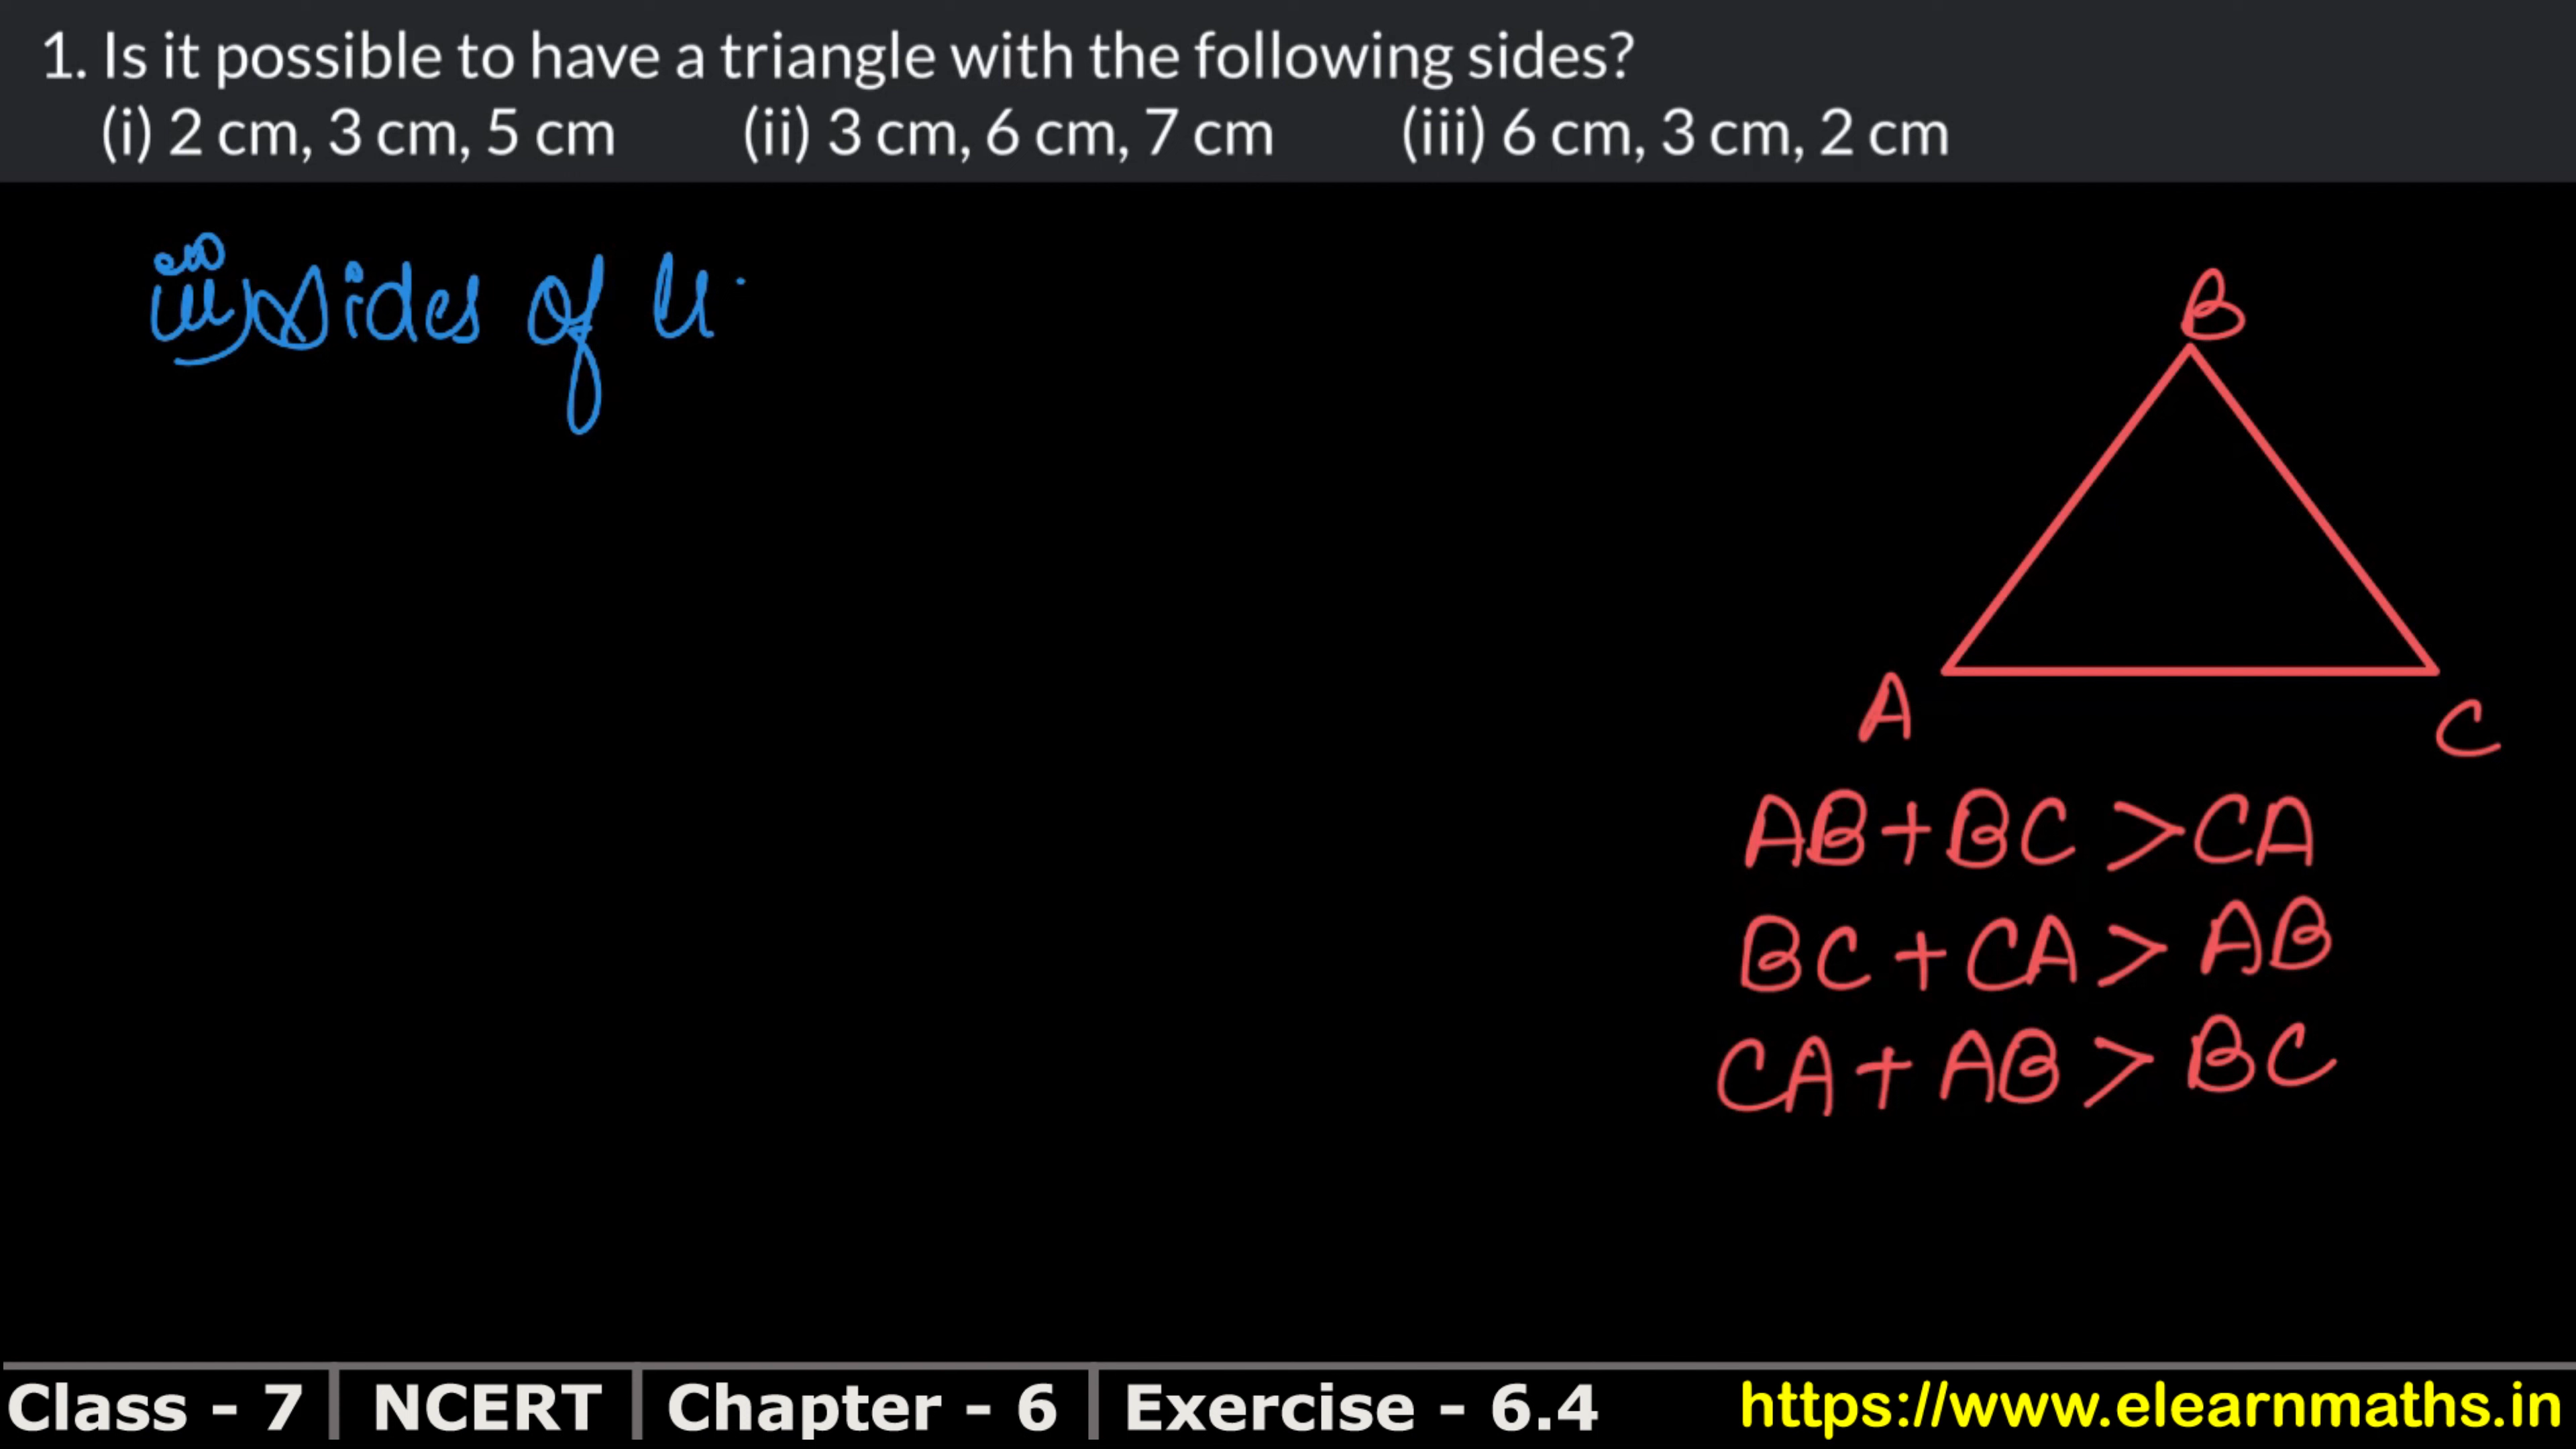 1. Is it possible to have a triangle with the following sides?
(i) 2 cm, 3 cm, 5 cm (ii) 3 cm, 6 cm, 7 cm (iii) 6 cm, 3 cm, 2 cm
iii) Sides of
B
A
C
AB + BC > CA
BC + CA > AB
CA + AB > BC
Class - 7 NCERT Chapter - 6 Exercise - 6.4 https://www.elearnmaths.in